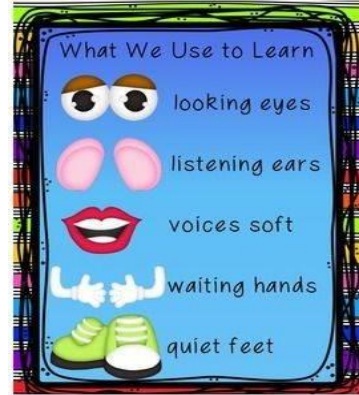 What We Use to Learn
looking eyes
listening ears
voices soft
waiting hands
quiet feet